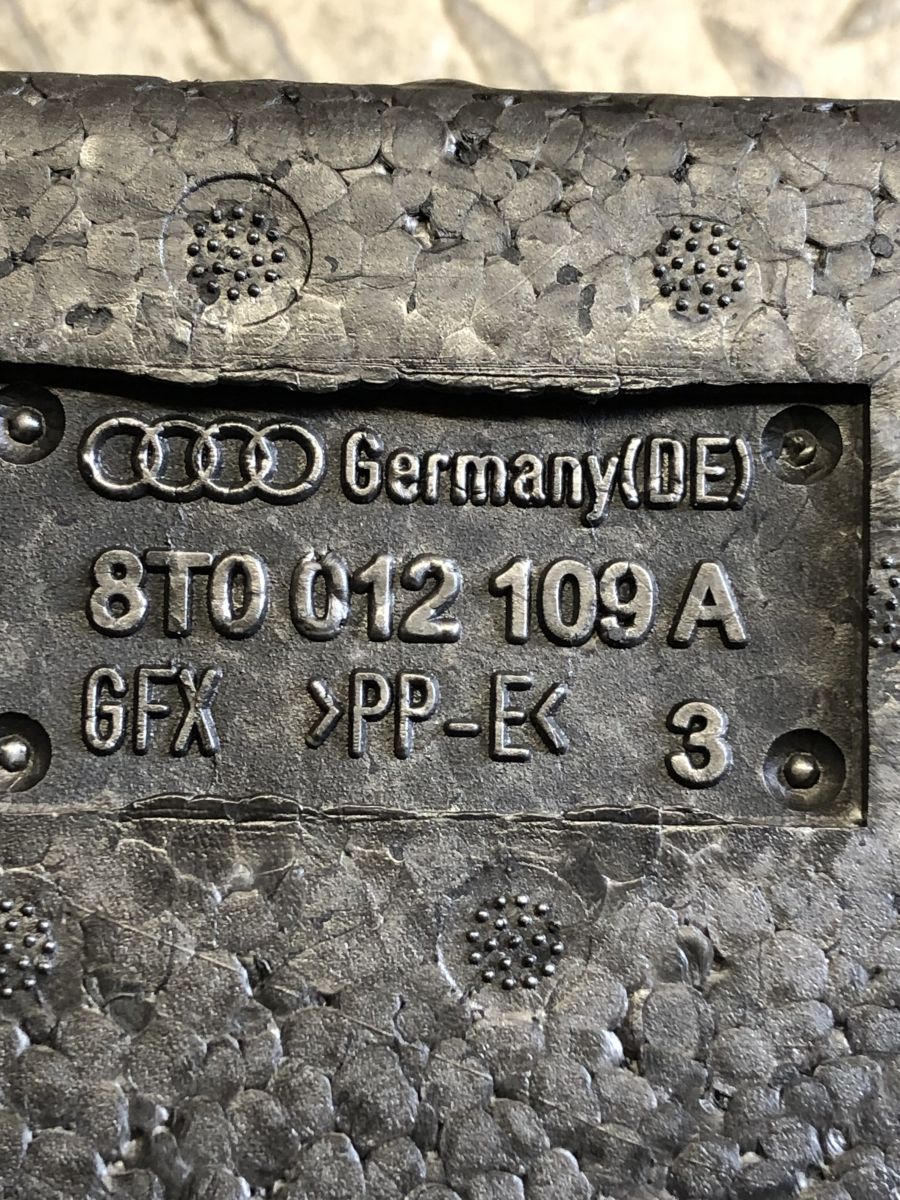 Germany(DE)
8T0 012 109 A
GFX >PP-E< 3